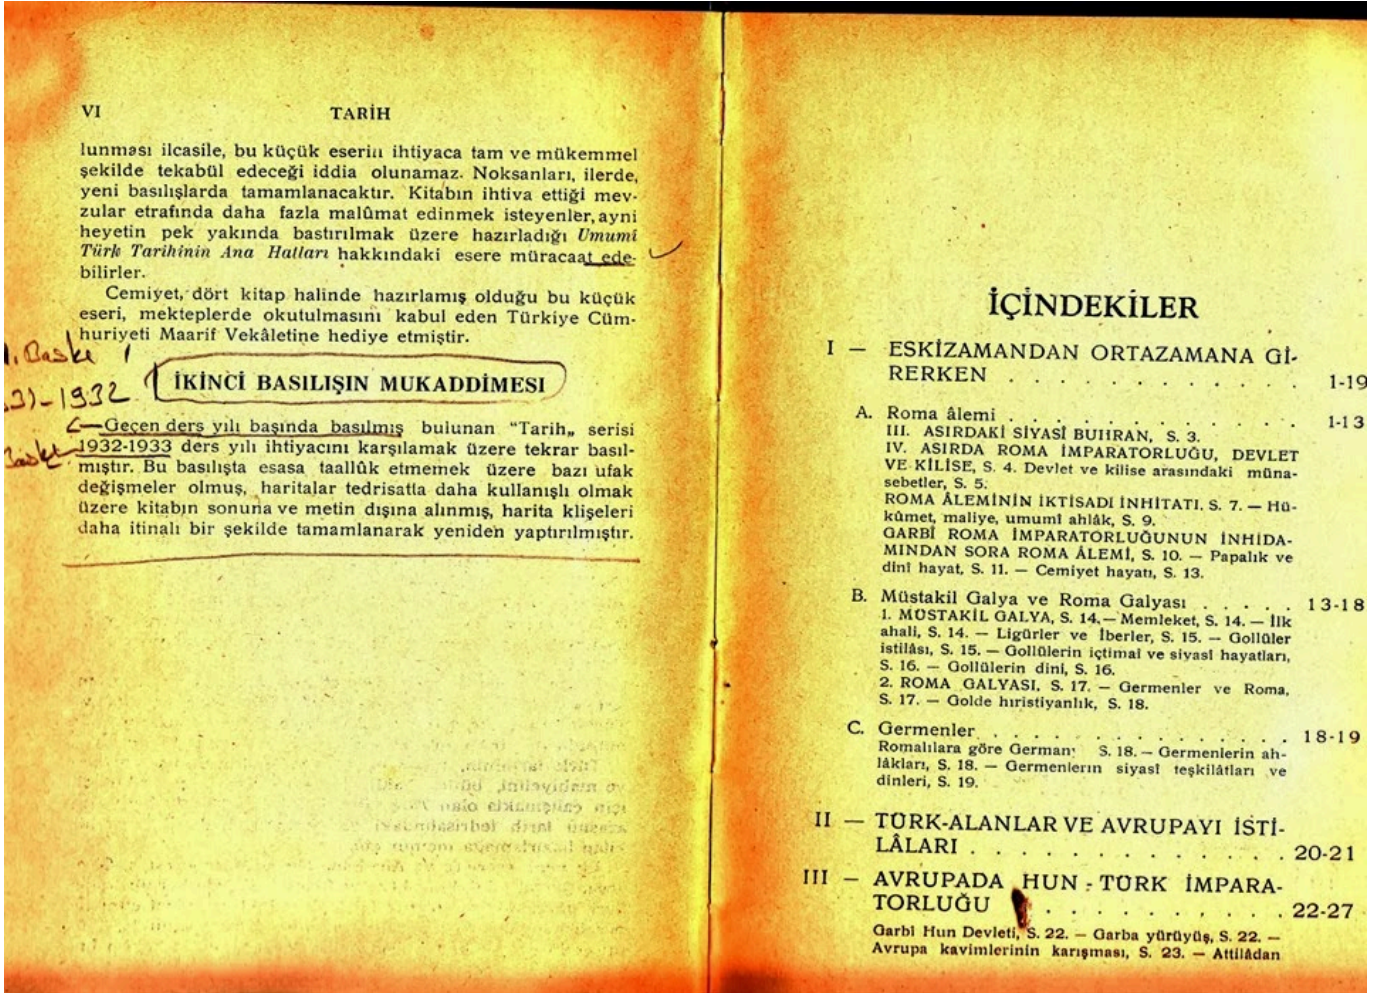 VI TARİH
lunması ilcasile, bu küçük eserin ihtiyaca tam ve mükemmel
şekilde tekabül edeceği iddia olunamaz. Noksanları, ilerde,
yeni basılışlarda tamamlanacaktır. Kitabın ihtiva ettiği mev-
zular etrafında daha fazla malûmat edinmek isteyenler, ayni
heyetin pek yakında bastırılmak üzere hazırladığı Umumî
Türk Tarihinin Ana Hatları hakkındaki esere müracaat ede-
bilirler.
Cemiyet, dört kitap halinde hazırlamış olduğu bu küçük
eseri, mekteplerde okutulmasını kabul eden Türkiye Cüm-
huriyeti Maarif Vekâletine hediye etmiştir.
Baskı
İKİNCİ BASILIŞIN MUKADDİMESİ
31-1932
Geçen ders yılı başında basılmış bulunan "Tarih„ serisi
Baskı
1932-1933 ders yılı ihtiyacını karşılamak üzere tekrar basıl-
mıştır. Bu basılışta esasa taallûk etmemek üzere bazı ufak
değişmeler olmuş, haritalar tedrisatta daha kullanışlı olmak
üzere kitabın sonuna ve metin dışına alınmış, harita klişeleri
daha itinalı bir şekilde tamamlanarak yeniden yaptırılmıştır.
İÇİNDEKİLER
I — ESKİZAMANDAN ORTAZAMANA Gİ-
RERKEN . . . . . . . . . . . . 1-19
A. Roma âlemi . . . . . . . . . . . . . 1-13
III. ASIRDAKİ SİYASÎ BUHRAN, S. 3.
IV. ASIRDA ROMA İMPARATORLUĞU, DEVLET
VE KİLİSE, S. 4. Devlet ve kilise arasındaki müna-
sebetler, S. 5.
ROMA ÂLEMİNİN İKTİSADÎ İNHİTATI, S. 7. — Hü-
kûmet, maliye, umumî ahlâk, S. 9.
GARBÎ ROMA İMPARATORLUĞUNUN İNHİDA-
MINDAN SORA ROMA ÂLEMİ, S. 10. — Papalık ve
dinî hayat, S. 11. — Cemiyet hayatı, S. 13.
B. Müstakil Galya ve Roma Galyası . . . . . 13-18
1. MÜSTAKİL GALYA, S. 14. — Memleket, S. 14. — İlk
ahali, S. 14. — Ligürler ve İberler, S. 15. — Gollüler
istilâsı, S. 15. — Gollülerin içtimaî ve siyasî hayatları,
S. 16. — Gollülerin dini, S. 16.
2. ROMA GALYASI, S. 17. — Germenler ve Roma,
S. 17. — Golde hıristiyanlık, S. 18.
C. Germenler . . . . . . . . . . . . . . 18-19
Romalılara göre German S. 18. — Germenlerin ah-
lâkları, S. 18. — Germenlerin siyasî teşkilâtları ve
dinleri, S. 19.
II — TÜRK-ALANLAR VE AVRUPAYI İSTİ-
LÂLARI . . . . . . . . . . . . . 20-21
III — AVRUPADA HUN-TÜRK İMPARA-
TORLUĞU . . . . . . . . . . . 22-27
Garbî Hun Devleti, S. 22. — Garba yürüyüş, S. 22. —
Avrupa kavimlerinin karışması, S. 23. — Attilâdan